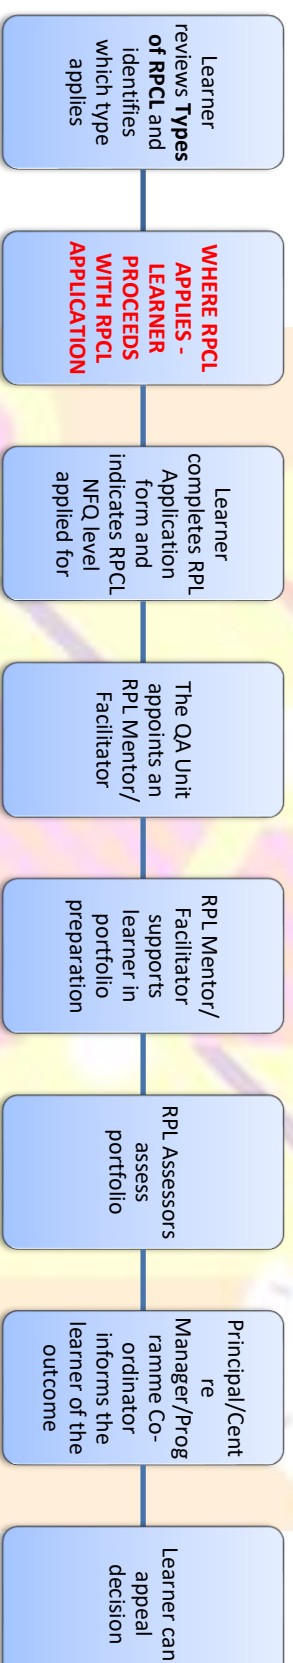 Learner
reviews Types
of RPCL and
identifies
which type
applies
WHERE RPCL
APPLIES -
LEARNER
PROCEEDS
WITH RPCL
APPLICATION
Learner
completes RPL
Application
form and
indicates RPCL
NFQ level
applied for
The QA Unit
appoints an
RPL Mentor/
Facilitator
RPL Mentor/
Facilitator
supports
learner in
portfolio
preparation
RPL Assessors
assess
portfolio
Principal/Cent
re
Manager/Prog
ramme Co-
ordinator
informs the
learner of the
outcome
Learner can
appeal
decision